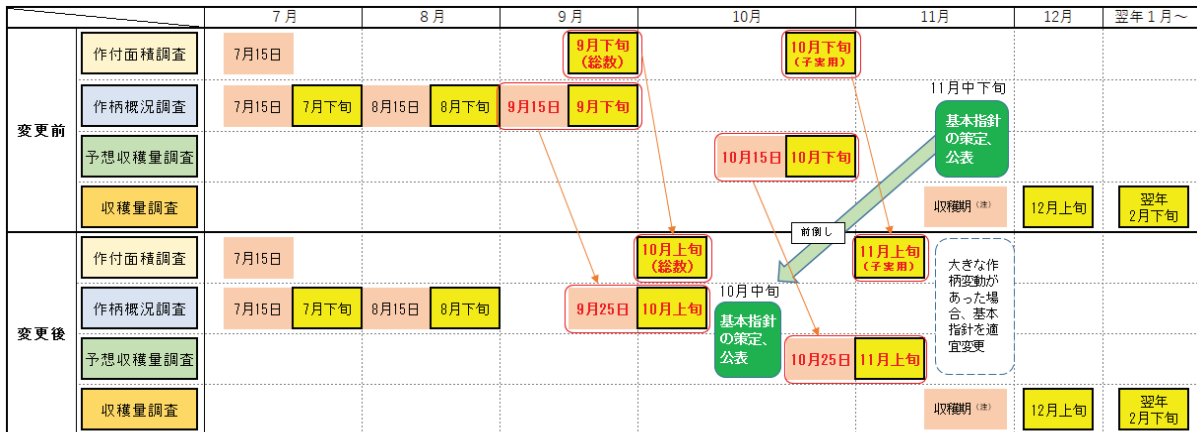 7月 8月 9月 10月 11月 12月 翌年1月～
変更前
作付面積調査 7月15日 9月下旬 10月下旬
(総数) (子実用)
11月中下旬
作柄概況調査 7月15日 7月下旬 8月15日 8月下旬 9月15日 9月下旬
基本指針
の策定、
公表
予想収穫量調査 10月15日 10月下旬
収穫量調査 収穫期(注) 12月上旬 翌年
2月下旬
前倒し
変更後
作付面積調査 7月15日 10月上旬 11月上旬
(総数) (子実用)
大きな作
柄変動が
あった場
合、基本
指針を適
宜変更
10月中旬
作柄概況調査 7月15日 7月下旬 8月15日 8月下旬 9月25日 10月上旬
基本指針
の策定、
公表
予想収穫量調査 10月25日 11月上旬
収穫量調査 収穫期(注) 12月上旬 翌年
2月下旬